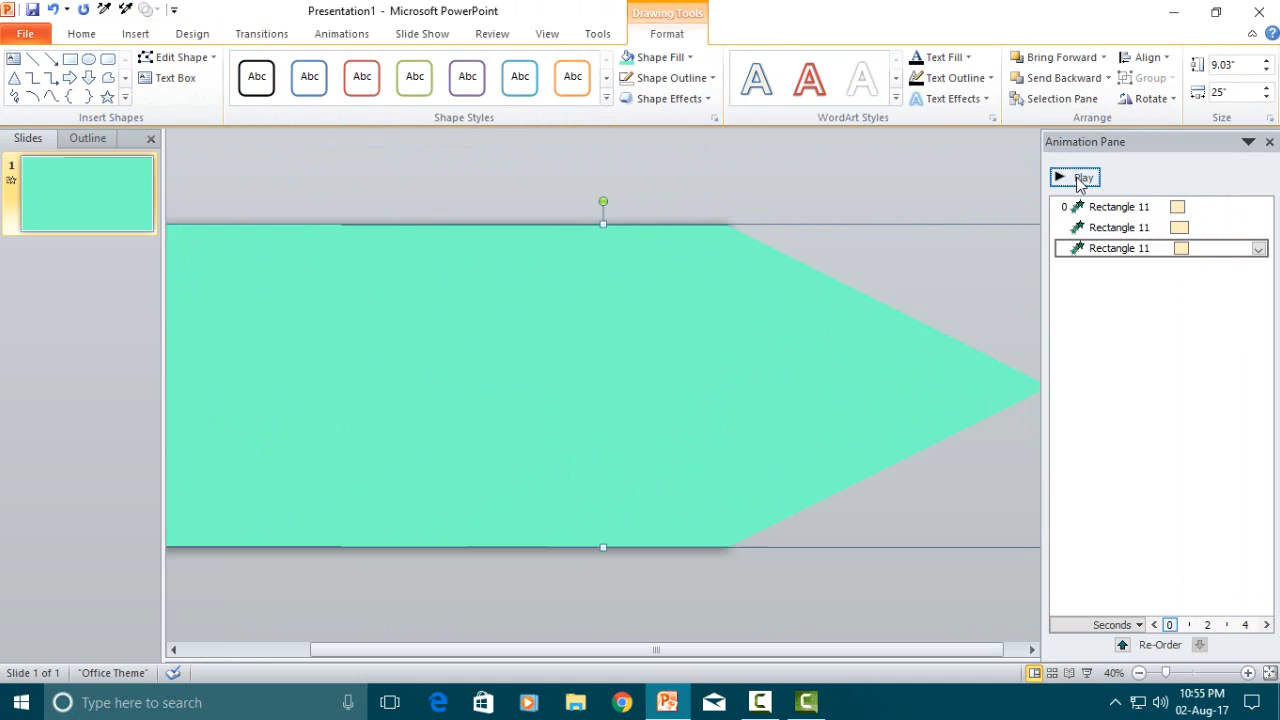 Presentation1 - Microsoft PowerPoint
Drawing Tools
File Home Insert Design Transitions Animations Slide Show Review View Tools Format
Edit Shape
Text Box
Insert Shapes
Abc Abc Abc Abc Abc Abc Abc
Shape Fill
Shape Outline
Shape Effects
Shape Styles
A A A
Text Fill
Text Outline
Text Effects
WordArt Styles
Bring Forward
Send Backward
Selection Pane
Align
Group
Rotate
Arrange
9.03"
25"
Size
Slides Outline
1
Animation Pane
Play
0 Rectangle 11
Rectangle 11
Rectangle 11
Seconds 0 2 4
Re-Order
Slide 1 of 1 "Office Theme" 40%
Type here to search
10:55 PM
02-Aug-17